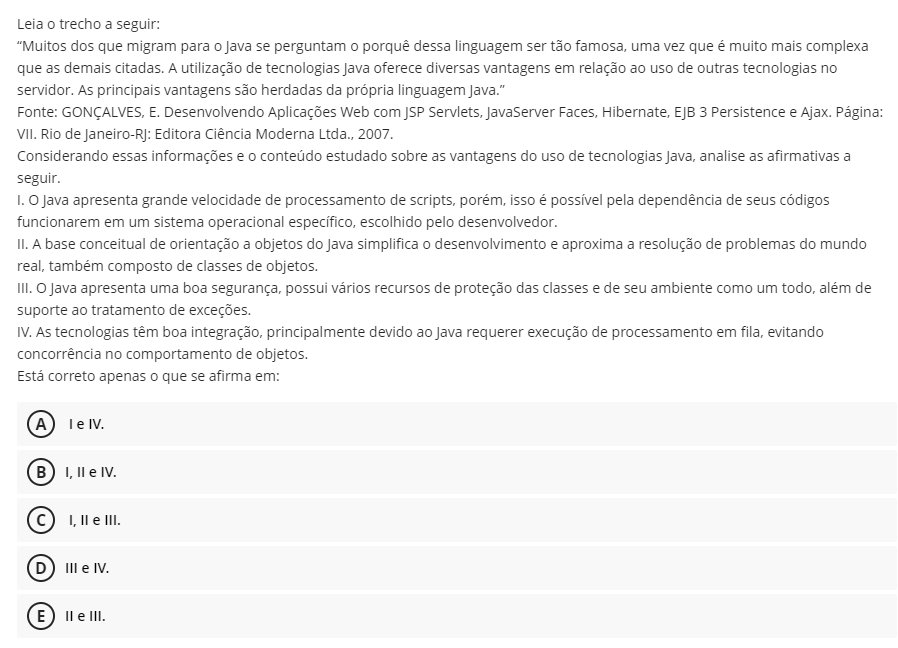 Leia o trecho a seguir:
“Muitos dos que migram para o Java se perguntam o porquê dessa linguagem ser tão famosa, uma vez que é muito mais complexa
que as demais citadas. A utilização de tecnologias Java oferece diversas vantagens em relação ao uso de outras tecnologias no
servidor. As principais vantagens são herdadas da própria linguagem Java.”
Fonte: GONÇALVES, E. Desenvolvendo Aplicações Web com JSP Servlets, JavaServer Faces, Hibernate, EJB 3 Persistence e Ajax. Página:
VII. Rio de Janeiro-RJ: Editora Ciência Moderna Ltda., 2007.
Considerando essas informações e o conteúdo estudado sobre as vantagens do uso de tecnologias Java, analise as afirmativas a
seguir.
I. O Java apresenta grande velocidade de processamento de scripts, porém, isso é possível pela dependência de seus códigos
funcionarem em um sistema operacional específico, escolhido pelo desenvolvedor.
II. A base conceitual de orientação a objetos do Java simplifica o desenvolvimento e aproxima a resolução de problemas do mundo
real, também composto de classes de objetos.
III. O Java apresenta uma boa segurança, possui vários recursos de proteção das classes e de seu ambiente como um todo, além de
suporte ao tratamento de exceções.
IV. As tecnologias têm boa integração, principalmente devido ao Java requerer execução de processamento em fila, evitando
concorrência no comportamento de objetos.
Está correto apenas o que se afirma em:
A I e IV.
B I, II e IV.
C I, II e III.
D III e IV.
E II e III.